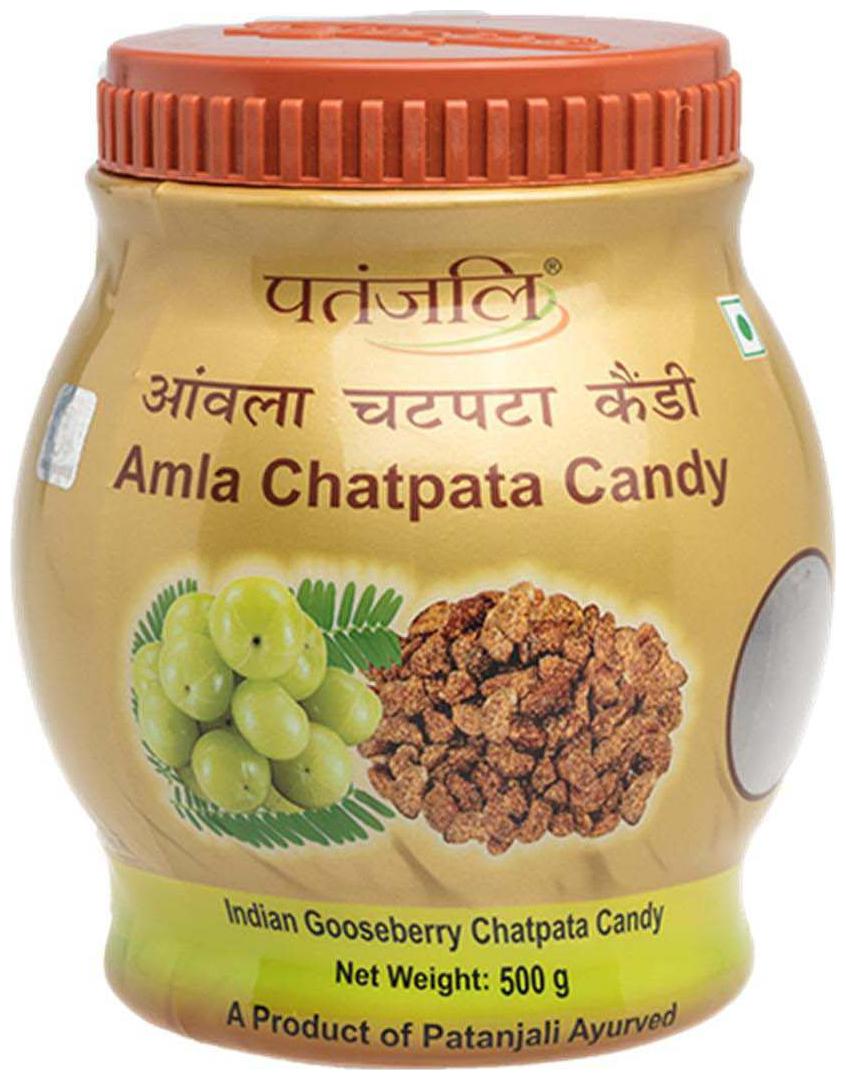 पतंजलि®
आंवला चटपटा कैंडी
Amla Chatpata Candy
Indian Gooseberry Chatpata Candy
Net Weight: 500 g
A Product of Patanjali Ayurved